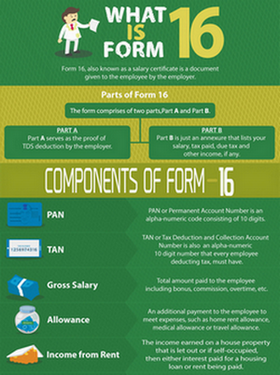 WHAT
IS
FORM
16
Form 16, also known as a salary certificate is a document
given to the employee by the employer.
Parts of Form 16
The form comprises of two parts,Part A and Part B.
PART A
Part A serves as the proof of
TDS deduction by the employer.
PART B
Part B is just an annexure that lists your
salary, tax paid, due tax and
other income, if any.
COMPONENTS OF FORM-16
PAN
PAN or Permanent Account Number is an
alpha-numeric code consisting of 10 digits.
TAN
TAN or Tax Deduction and Collection Account
Number is also an alpha-numeric
10 digit number that every employee
deducting tax, must have.
Gross Salary
Total amount paid to the employee
including bonus, commission, overtime, etc.
Allowance
An additional payment to the employee to
meet expenses, such as home rent allowance,
medical allowance or travel allowance.
Income from Rent
The income earned on a house property
that is let out or if self-occupied,
then either interest paid for a housing
loan or rent being paid.